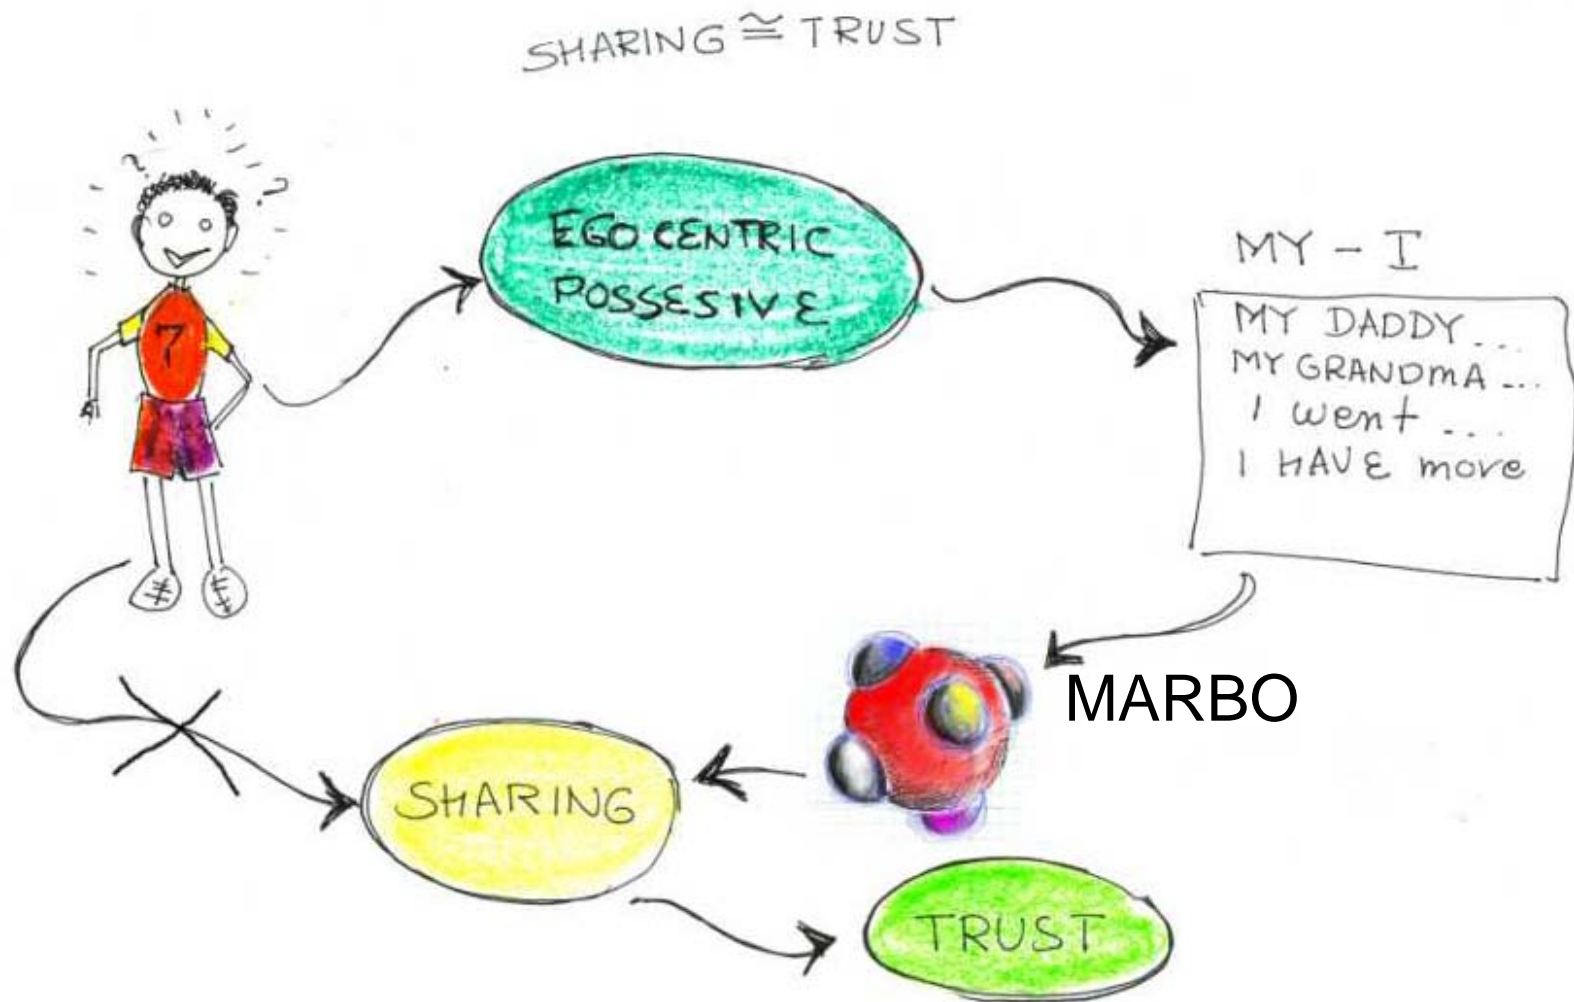 SHARING ≅ TRUST
? ?
7
EGO CENTRIC
POSSESIVE
MY - I
MY DADDY...
MY GRANDMA...
I went ...
I HAVE more
MARBO
SHARING
TRUST